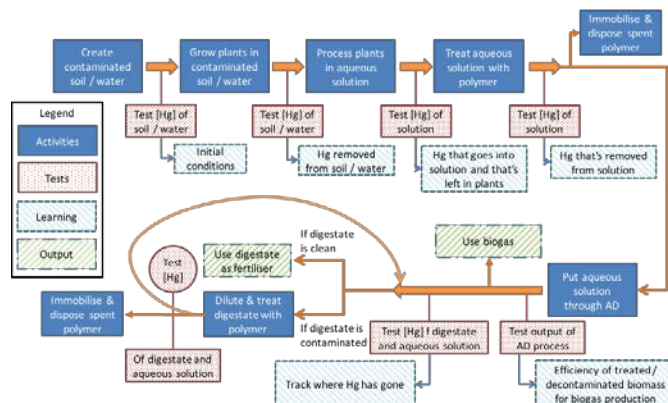 Immobilise &
dispose spent
polymer
Create
contaminated
soil / water
Grow plants in
contaminated
soil / water
Process plants
in aqueous
solution
Treat aqueous
solution with
polymer
Legend
Activities
Tests
Learning
Output
Test [Hg] of
soil / water
Test [Hg] of
soil / water
Test [Hg] of
solution
Test [Hg] of
solution
Initial
conditions
Hg removed
from soil / water
Hg that goes into
solution and that's
left in plants
Hg that's removed
from solution
Test
[Hg]
If digestate
is clean
Use digestate
as fertiliser
Use biogas
Put aqueous
solution
through AD
Immobilise &
dispose spent
polymer
Dilute & treat
digestate with
polymer
If digestate is
contaminated
Test [Hg] f digestate
and aqueous solution
Test output of
AD process
Of digestate and
aqueous solution
Track where Hg has gone
Efficiency of treated/
decontaminated biomass
for biogas production